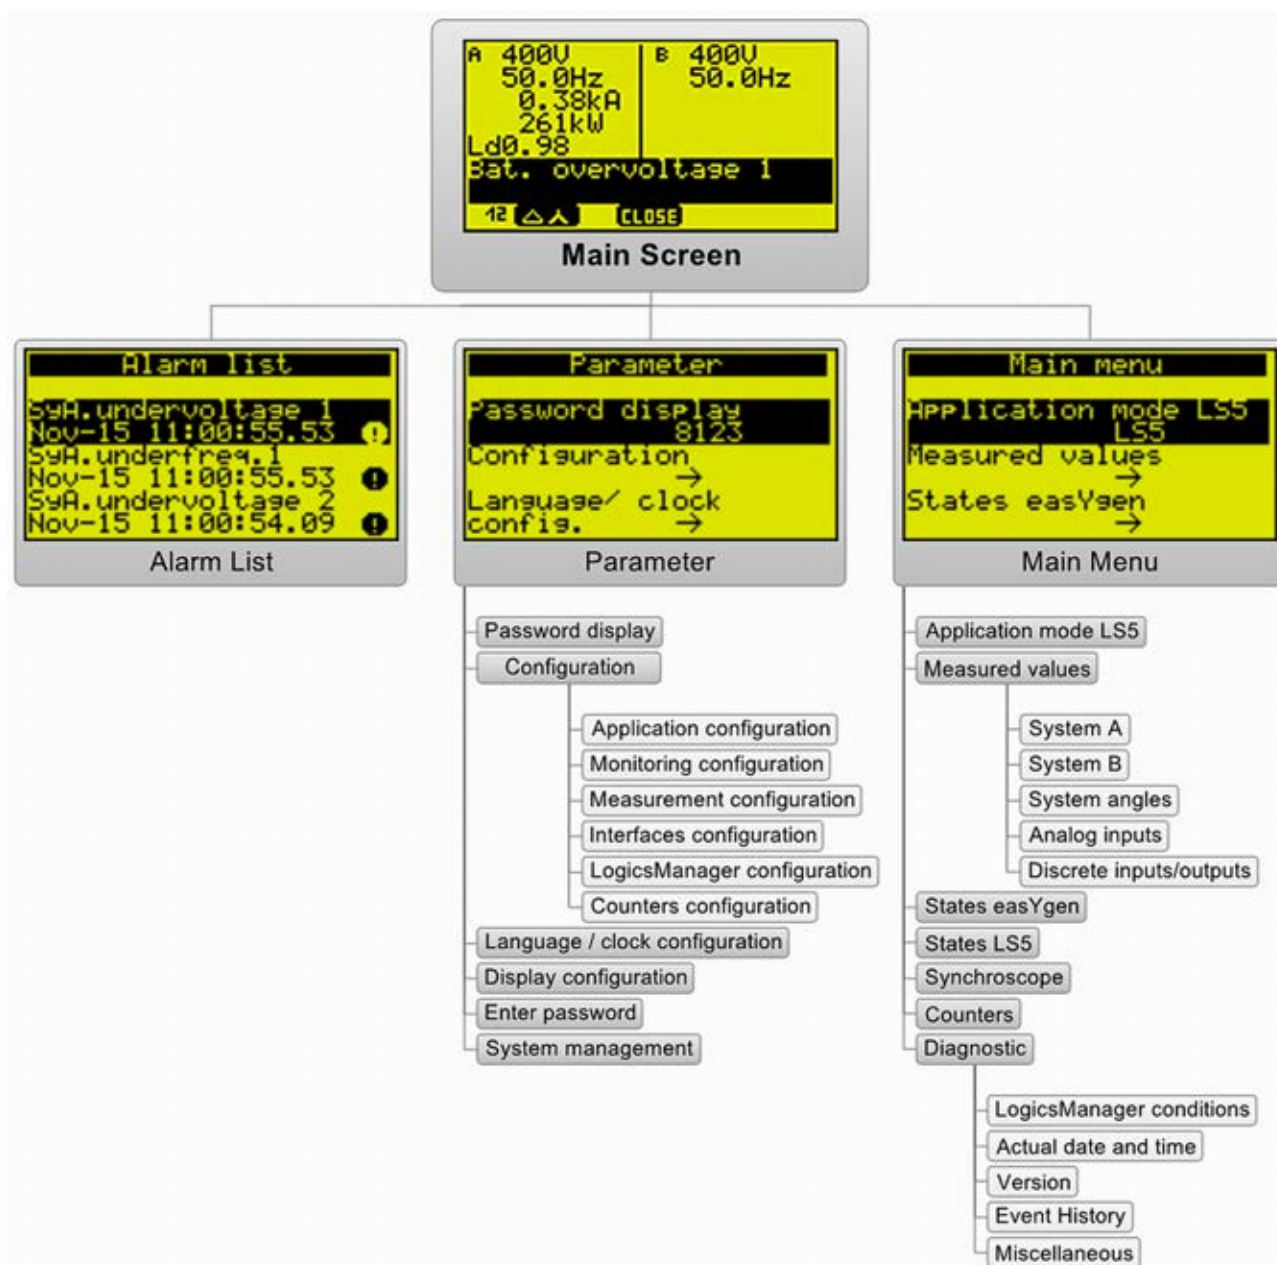 A 400V
50.0Hz
0.38kA
261kW
Ld0.98
B 400V
50.0Hz
Bat. overvoltage 1
12 CLOSE
Main Screen
Alarm list
SyA.undervoltage 1
Nov-15 11:00:55.53 !
SyA.underfreq.1
Nov-15 11:00:55.53 !
SyA.undervoltage 2
Nov-15 11:00:54.09 !
Alarm List
Parameter
Password display
8123
Configuration
→
Language/ clock
config. →
Parameter
Password display
Configuration
Application configuration
Monitoring configuration
Measurement configuration
Interfaces configuration
LogicsManager configuration
Counters configuration
Language / clock configuration
Display configuration
Enter password
System management
Main menu
Application mode LS5
LS5
Measured values
→
States easYgen
→
Main Menu
Application mode LS5
Measured values
System A
System B
System angles
Analog inputs
Discrete inputs/outputs
States easYgen
States LS5
Synchroscope
Counters
Diagnostic
LogicsManager conditions
Actual date and time
Version
Event History
Miscellaneous